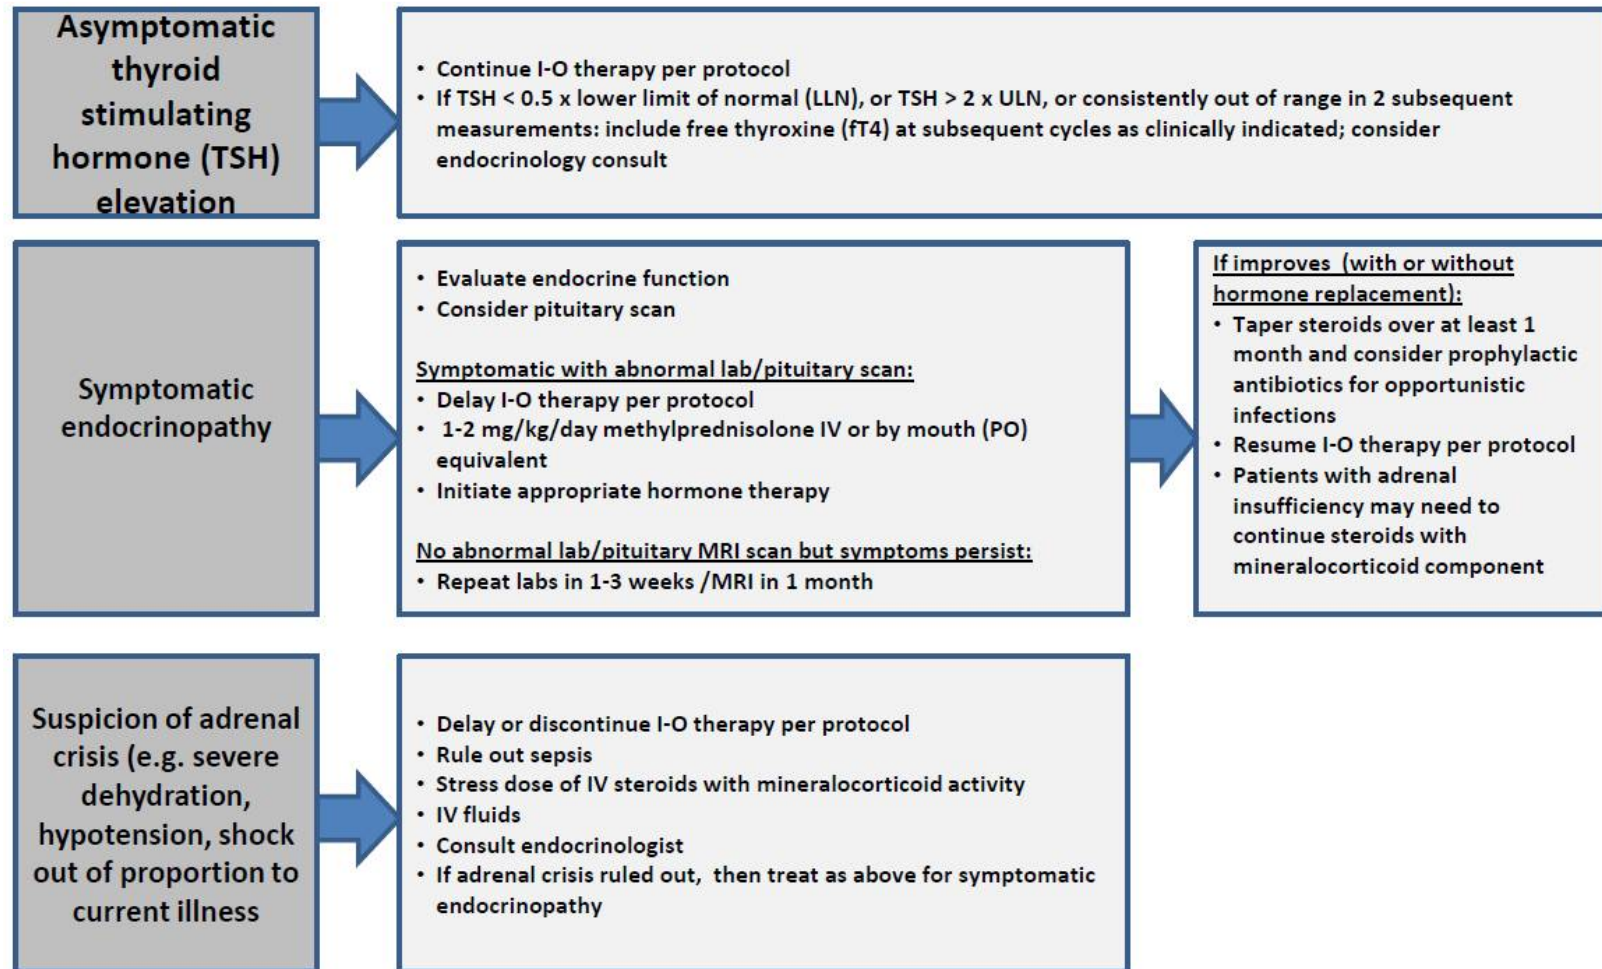 Asymptomatic
thyroid
stimulating
hormone (TSH)
elevation
• Continue I-O therapy per protocol
• If TSH < 0.5 x lower limit of normal (LLN), or TSH > 2 x ULN, or consistently out of range in 2 subsequent
measurements: include free thyroxine (fT4) at subsequent cycles as clinically indicated; consider
endocrinology consult
Symptomatic
endocrinopathy
• Evaluate endocrine function
• Consider pituitary scan
Symptomatic with abnormal lab/pituitary scan:
• Delay I-O therapy per protocol
• 1-2 mg/kg/day methylprednisolone IV or by mouth (PO)
equivalent
• Initiate appropriate hormone therapy
No abnormal lab/pituitary MRI scan but symptoms persist:
• Repeat labs in 1-3 weeks /MRI in 1 month
If improves (with or without
hormone replacement):
• Taper steroids over at least 1
month and consider prophylactic
antibiotics for opportunistic
infections
• Resume I-O therapy per protocol
• Patients with adrenal
insufficiency may need to
continue steroids with
mineralocorticoid component
Suspicion of adrenal
crisis (e.g. severe
dehydration,
hypotension, shock
out of proportion to
current illness
• Delay or discontinue I-O therapy per protocol
• Rule out sepsis
• Stress dose of IV steroids with mineralocorticoid activity
• IV fluids
• Consult endocrinologist
• If adrenal crisis ruled out, then treat as above for symptomatic
endocrinopathy